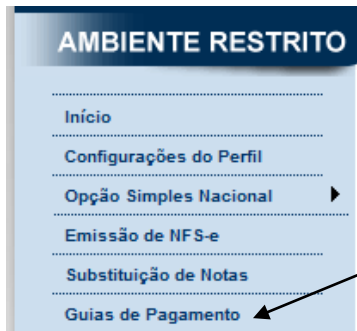 AMBIENTE RESTRITO
Início
Configurações do Perfil
Opção Simples Nacional
Emissão de NFS-e
Substituição de Notas
Guias de Pagamento